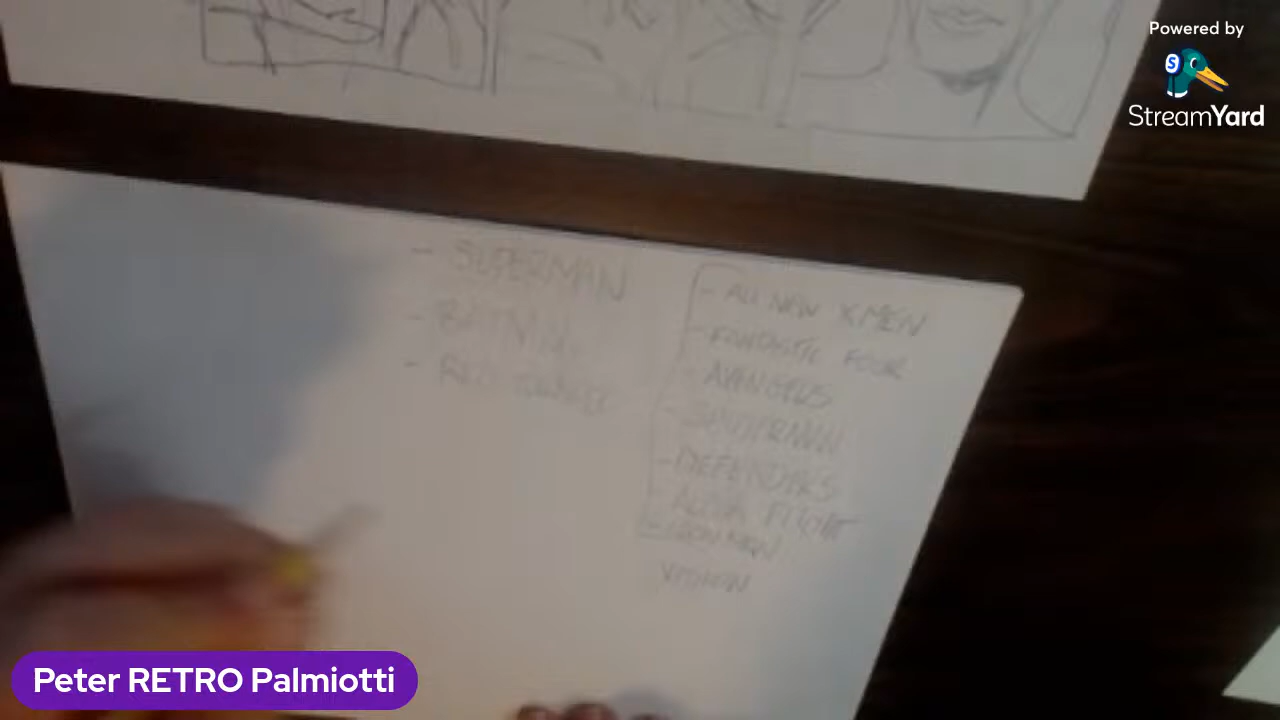 Powered by
StreamYard
- SUPERMAN
- BATMAN
- ALL NEW X MEN
- FANTASTIC FOUR
- AVENGERS
- SPIDERMAN
- DEFENDERS
ALPHA FLIGHT
- IRON MAN
VISION
Peter RETRO Palmiotti